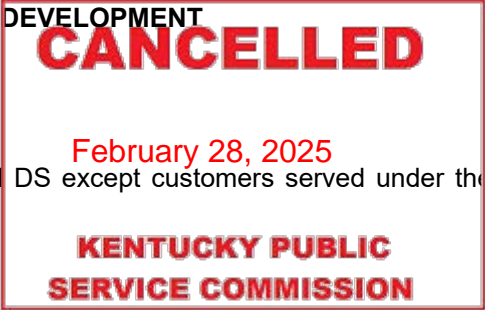 DEVELOPMENT
CANCELLED
February 28, 2025
DS except customers served under the
KENTUCKY PUBLIC
SERVICE COMMISSION